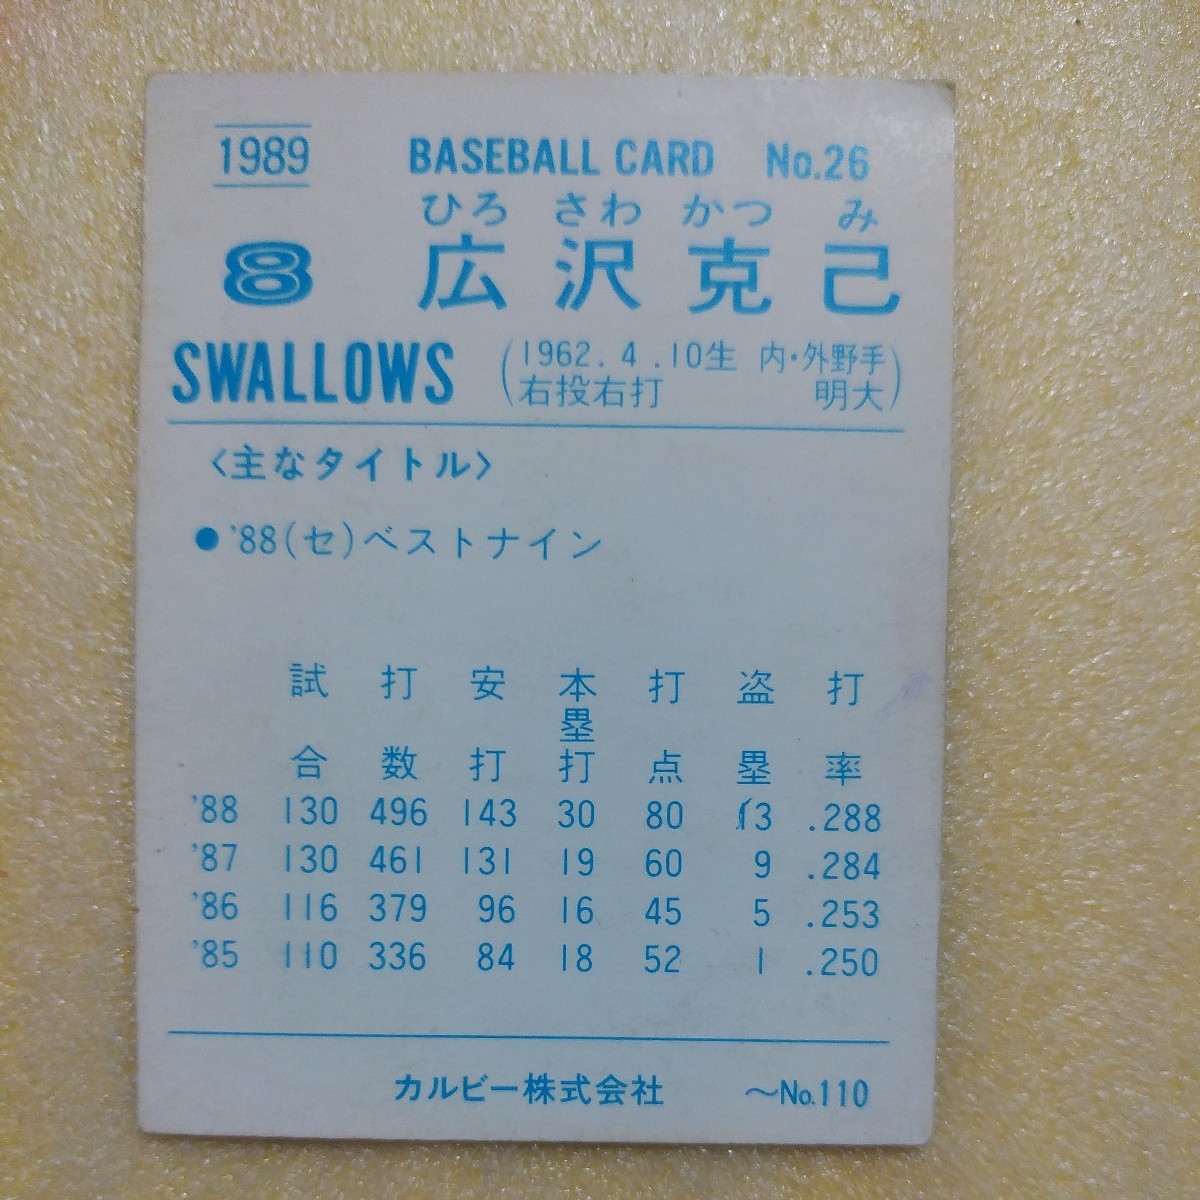 1989 BASEBALL CARD No.26
ひろ さわ かつ み
8 広沢克己
SWALLOWS (1962.4.10生 内・外野手
右投右打 明大)
〈主なタイトル〉
●'88(セ)ベストナイン
試合 打数 安打 本塁打 打点 盗塁 打率
'88 130 496 143 30 80 13 .288
'87 130 461 131 19 60 9 .284
'86 116 379 96 16 45 5 .253
'85 110 336 84 18 52 1 .250
カルビー株式会社 〜No.110